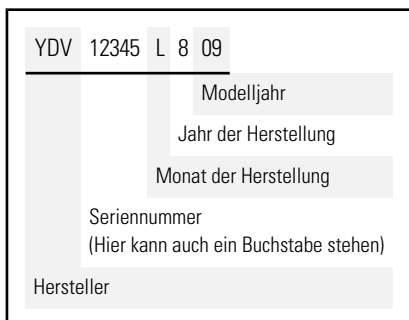 YDV 12345 L 8 09
Modelljahr
Jahr der Herstellung
Monat der Herstellung
Seriennummer
(Hier kann auch ein Buchstabe stehen)
Hersteller